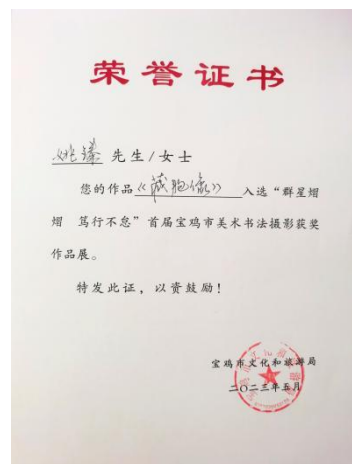 荣誉证书
姚臻 先生/女士
您的作品《藏胞像》入选“群星熠
熠 笃行不怠”首届宝鸡市美术书法摄影获奖
作品展。
特发此证，以资鼓励！
宝鸡市文化和旅游局
二〇二三年五月